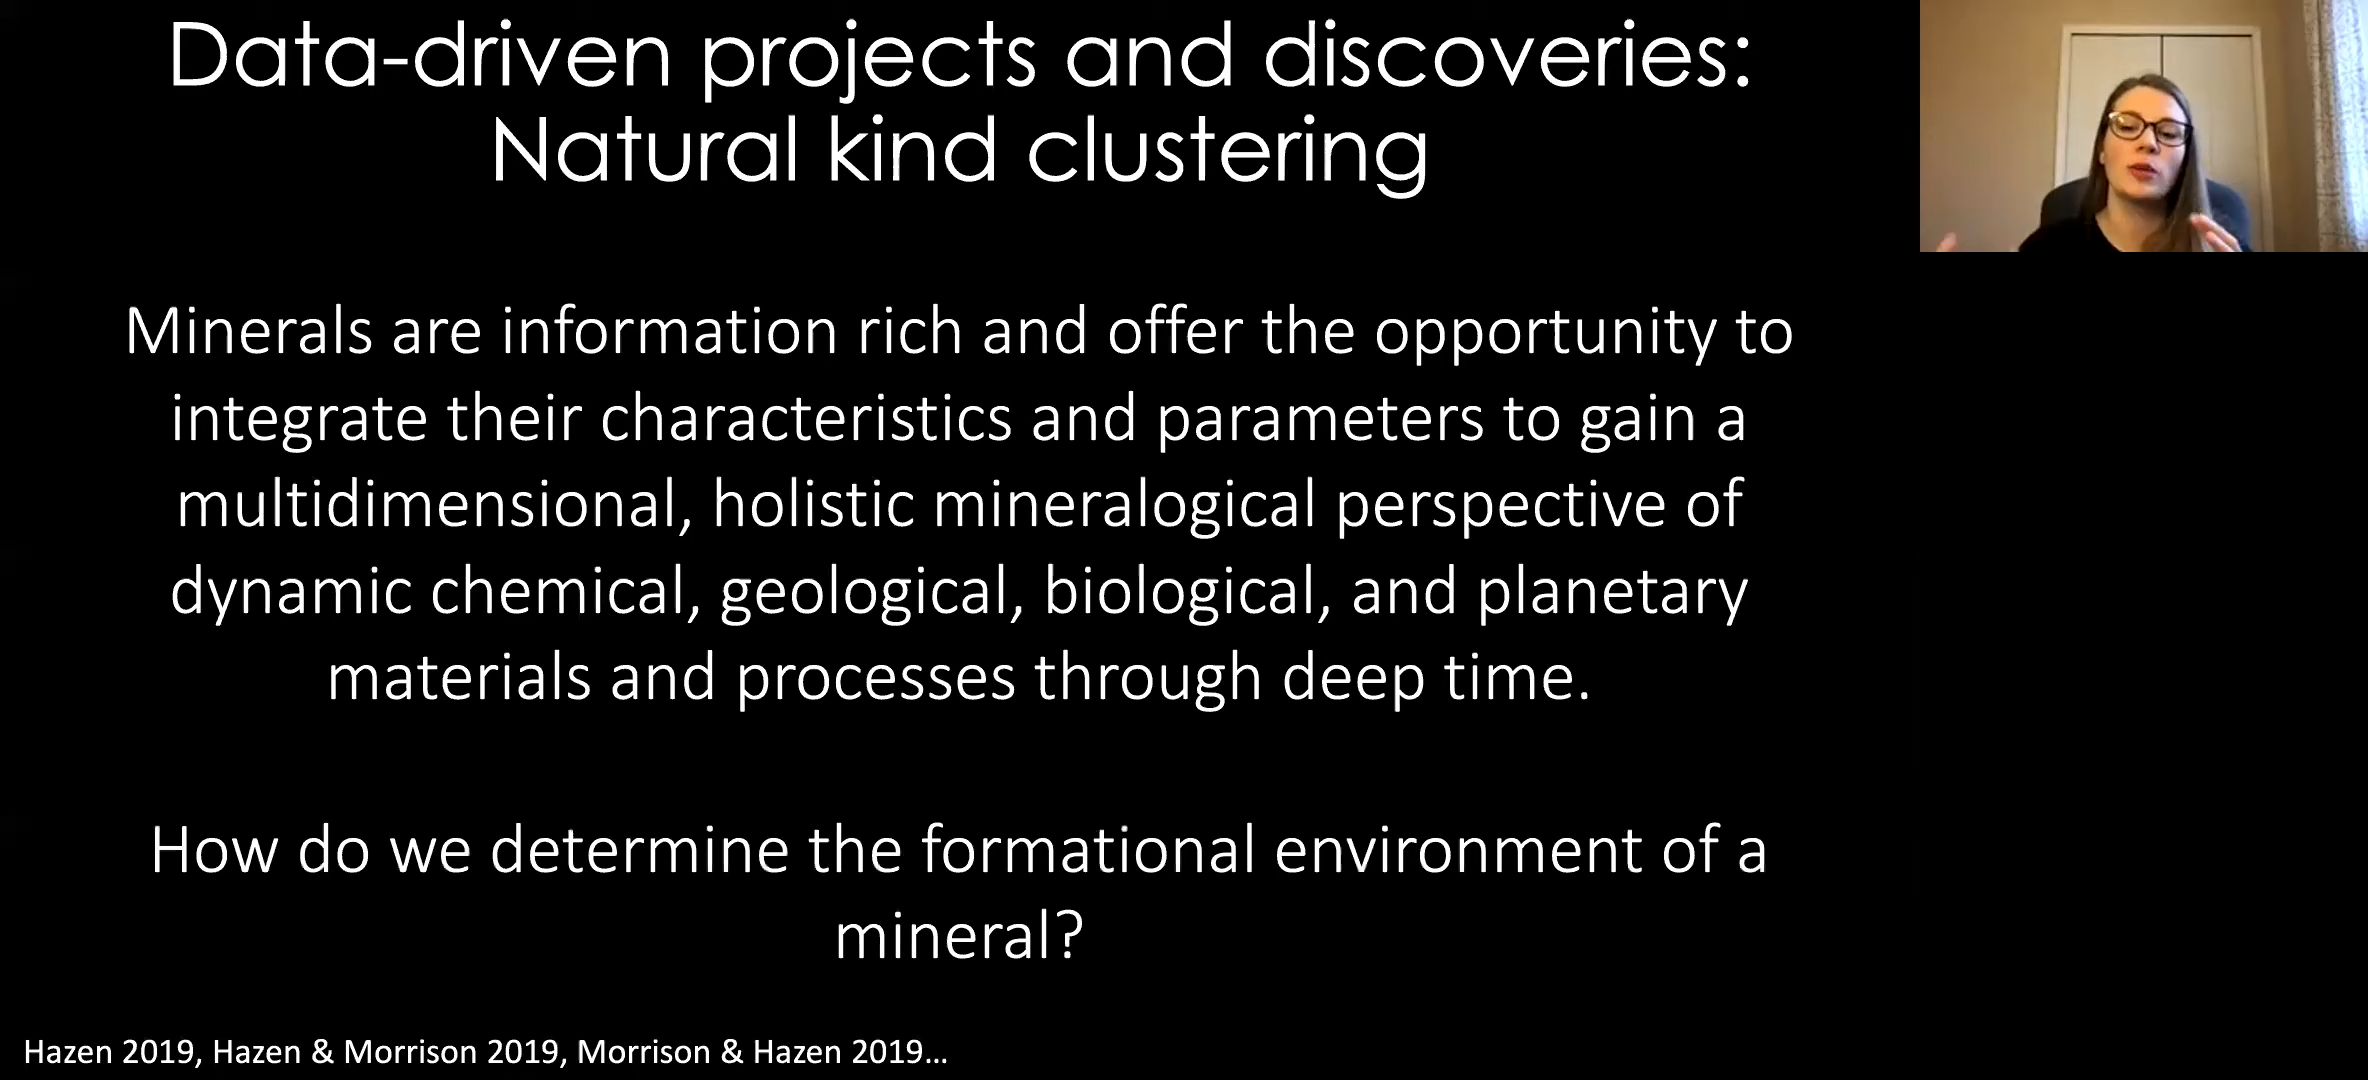 Data-driven projects and discoveries:
Natural kind clustering
Minerals are information rich and offer the opportunity to
integrate their characteristics and parameters to gain a
multidimensional, holistic mineralogical perspective of
dynamic chemical, geological, biological, and planetary
materials and processes through deep time.
How do we determine the formational environment of a
mineral?
Hazen 2019, Hazen & Morrison 2019, Morrison & Hazen 2019…